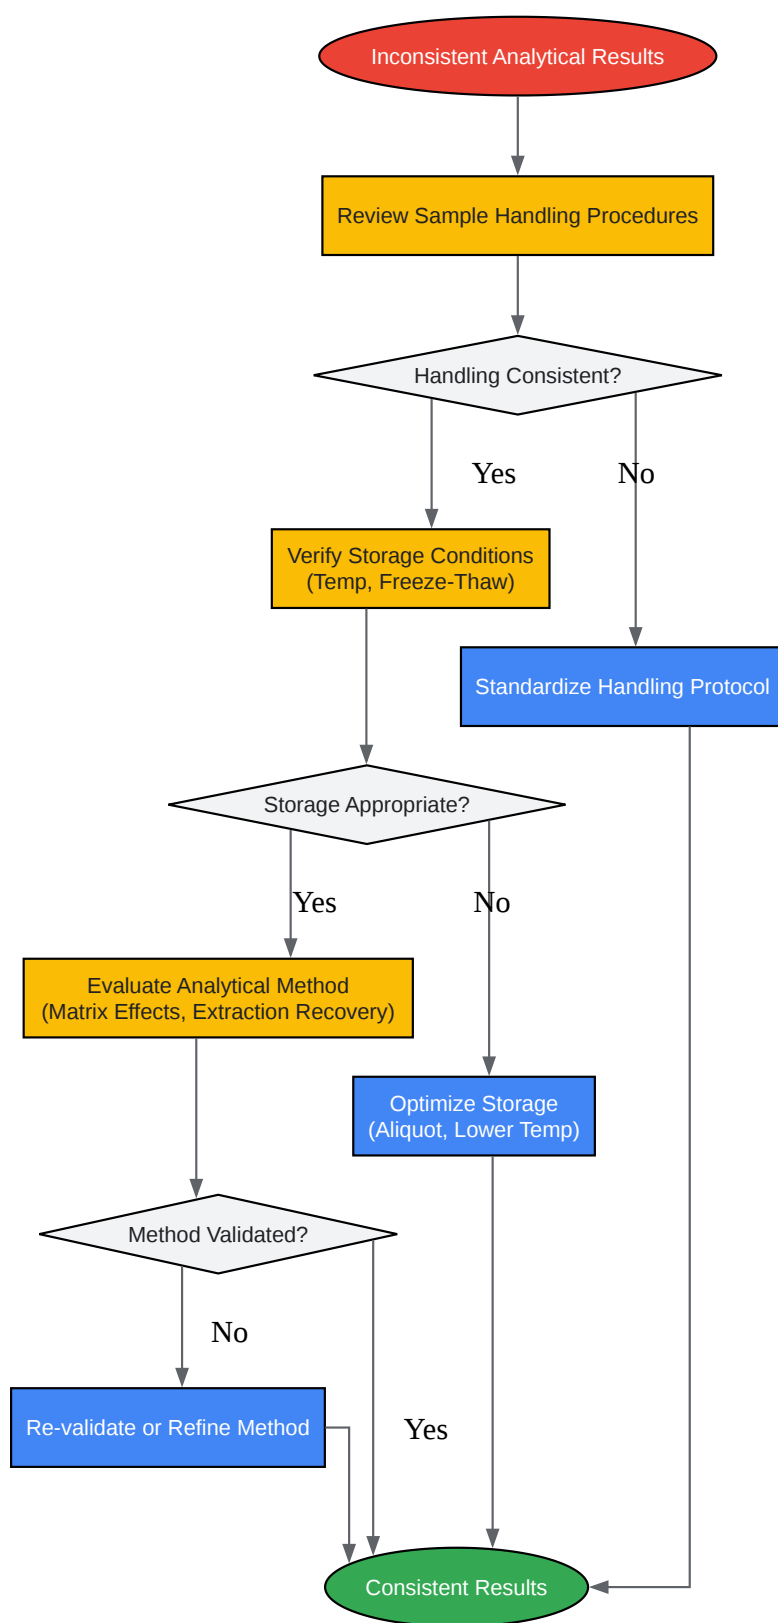 Inconsistent Analytical Results
Review Sample Handling Procedures
Handling Consistent?
Yes
No
Verify Storage Conditions
(Temp, Freeze-Thaw)
Standardize Handling Protocol
Storage Appropriate?
Yes
No
Evaluate Analytical Method
(Matrix Effects, Extraction Recovery)
Optimize Storage
(Aliquot, Lower Temp)
Method Validated?
No
Re-validate or Refine Method
Yes
Consistent Results